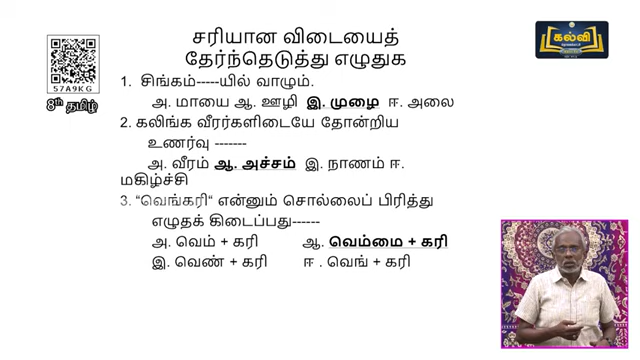 57A9KG
8th தமிழ்
கல்வி
சரியான விடையைத்
தேர்ந்தெடுத்து எழுதுக
1. சிங்கம்-----யில் வாழும்.
அ. மாயை ஆ. ஊழி இ. முழை ஈ. அலை
2. கலிங்க வீரர்களிடையே தோன்றிய
உணர்வு -------
அ. வீரம் ஆ. அச்சம் இ. நாணம் ஈ.
மகிழ்ச்சி
3. “வெங்கரி“ என்னும் சொல்லைப் பிரித்து
எழுதக் கிடைப்பது------
அ. வெம் + கரி ஆ. வெம்மை + கரி
இ. வெண் + கரி ஈ . வெங் + கரி